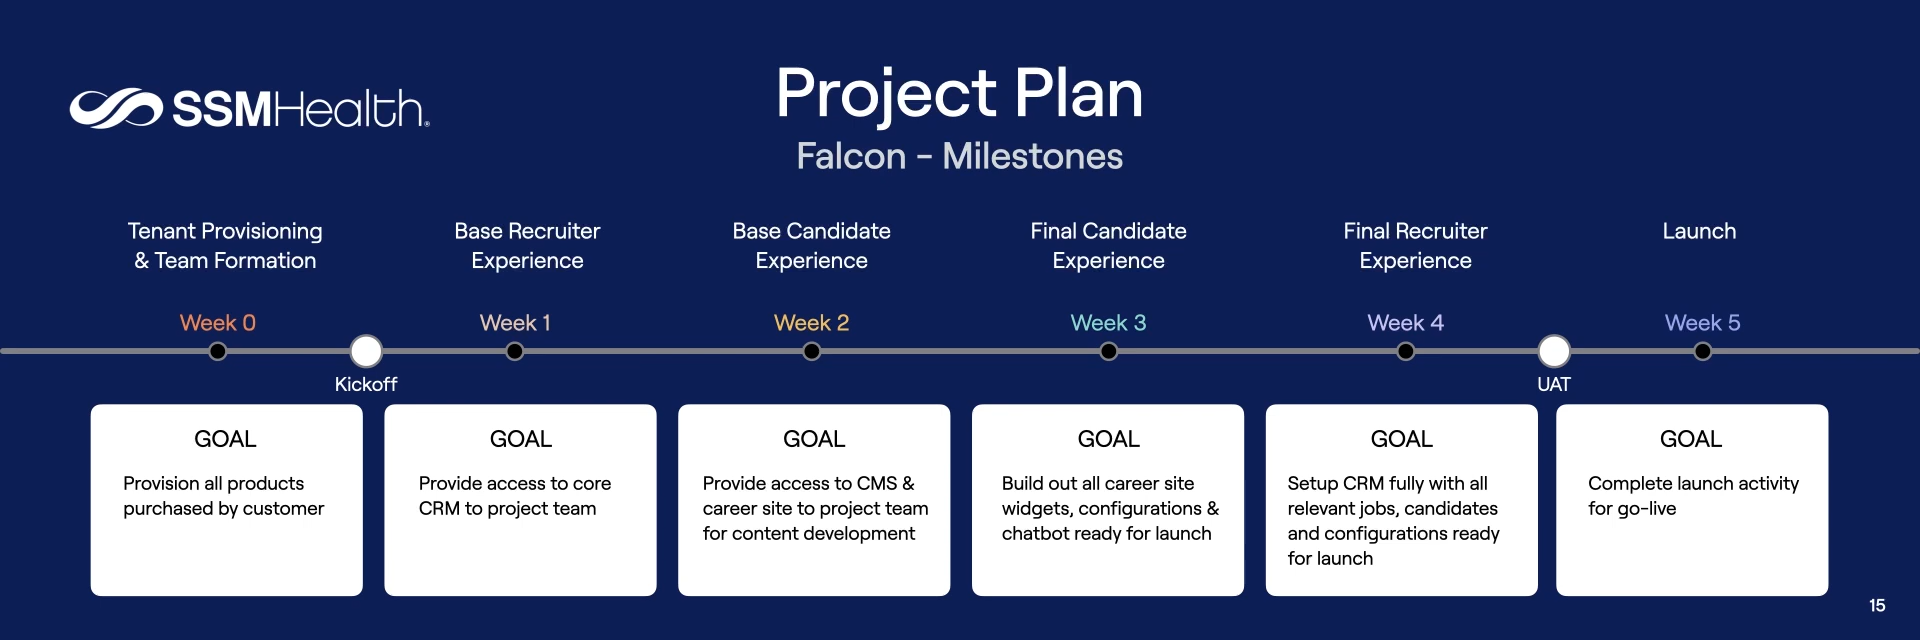 SSMHealth®
Project Plan
Falcon - Milestones
Tenant Provisioning
& Team Formation
Base Recruiter
Experience
Base Candidate
Experience
Final Candidate
Experience
Final Recruiter
Experience
Launch
Week 0
Week 1
Week 2
Week 3
Week 4
Week 5
Kickoff
UAT
GOAL
Provision all products
purchased by customer
GOAL
Provide access to core
CRM to project team
GOAL
Provide access to CMS &
career site to project team
for content development
GOAL
Build out all career site
widgets, configurations &
chatbot ready for launch
GOAL
Setup CRM fully with all
relevant jobs, candidates
and configurations ready
for launch
GOAL
Complete launch activity
for go-live
15